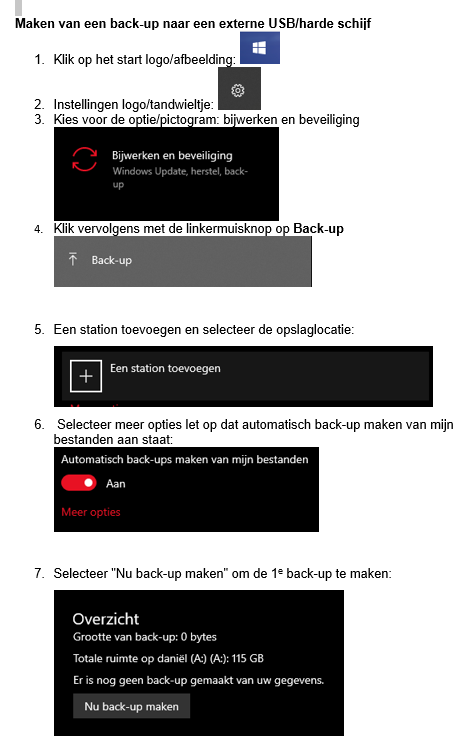 Maken van een back-up naar een externe USB/harde schijf
1. Klik op het start logo/afbeelding:
2. Instellingen logo/tandwieltje:
3. Kies voor de optie/pictogram: bijwerken en beveiliging
Bijwerken en beveiliging
Windows Update, herstel, back-
up
4. Klik vervolgens met de linkermuisknop op Back-up
Back-up
5. Een station toevoegen en selecteer de opslaglocatie:
Een station toevoegen
6. Selecteer meer opties let op dat automatisch back-up maken van mijn
bestanden aan staat:
Automatisch back-ups maken van mijn bestanden
Aan
Meer opties
7. Selecteer "Nu back-up maken" om de 1e back-up te maken:
Overzicht
Grootte van back-up: 0 bytes
Totale ruimte op daniël (A:) (A:): 115 GB
Er is nog geen back-up gemaakt van uw gegevens.
Nu back-up maken